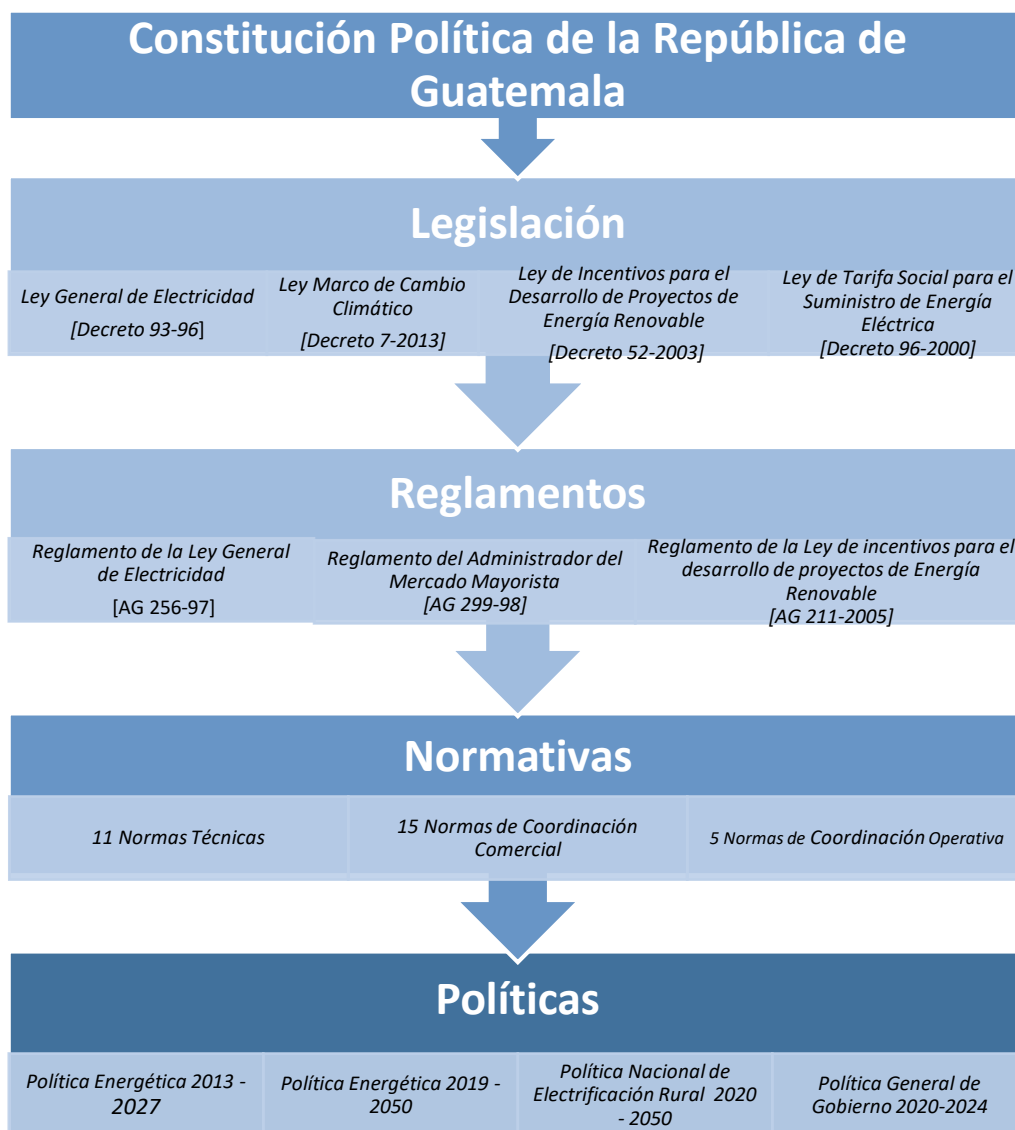 Constitución Política de la República de
Guatemala
Legislación
Ley General de Electricidad
[Decreto 93-96]
Ley Marco de Cambio
Climático
[Decreto 7-2013]
Ley de Incentivos para el
Desarrollo de Proyectos de
Energía Renovable
[Decreto 52-2003]
Ley de Tarifa Social para el
Suministro de Energía
Eléctrica
[Decreto 96-2000]
Reglamentos
Reglamento de la Ley General
de Electricidad
[AG 256-97]
Reglamento del Administrador del
Mercado Mayorista
[AG 299-98]
Reglamento de la Ley de incentivos para el
desarrollo de proyectos de Energía
Renovable
[AG 211-2005]
Normativas
11 Normas Técnicas
15 Normas de Coordinación
Comercial
5 Normas de Coordinación Operativa
Políticas
Política Energética 2013 -
2027
Política Energética 2019 -
2050
Política Nacional de
Electrificación Rural 2020
- 2050
Política General de
Gobierno 2020-2024